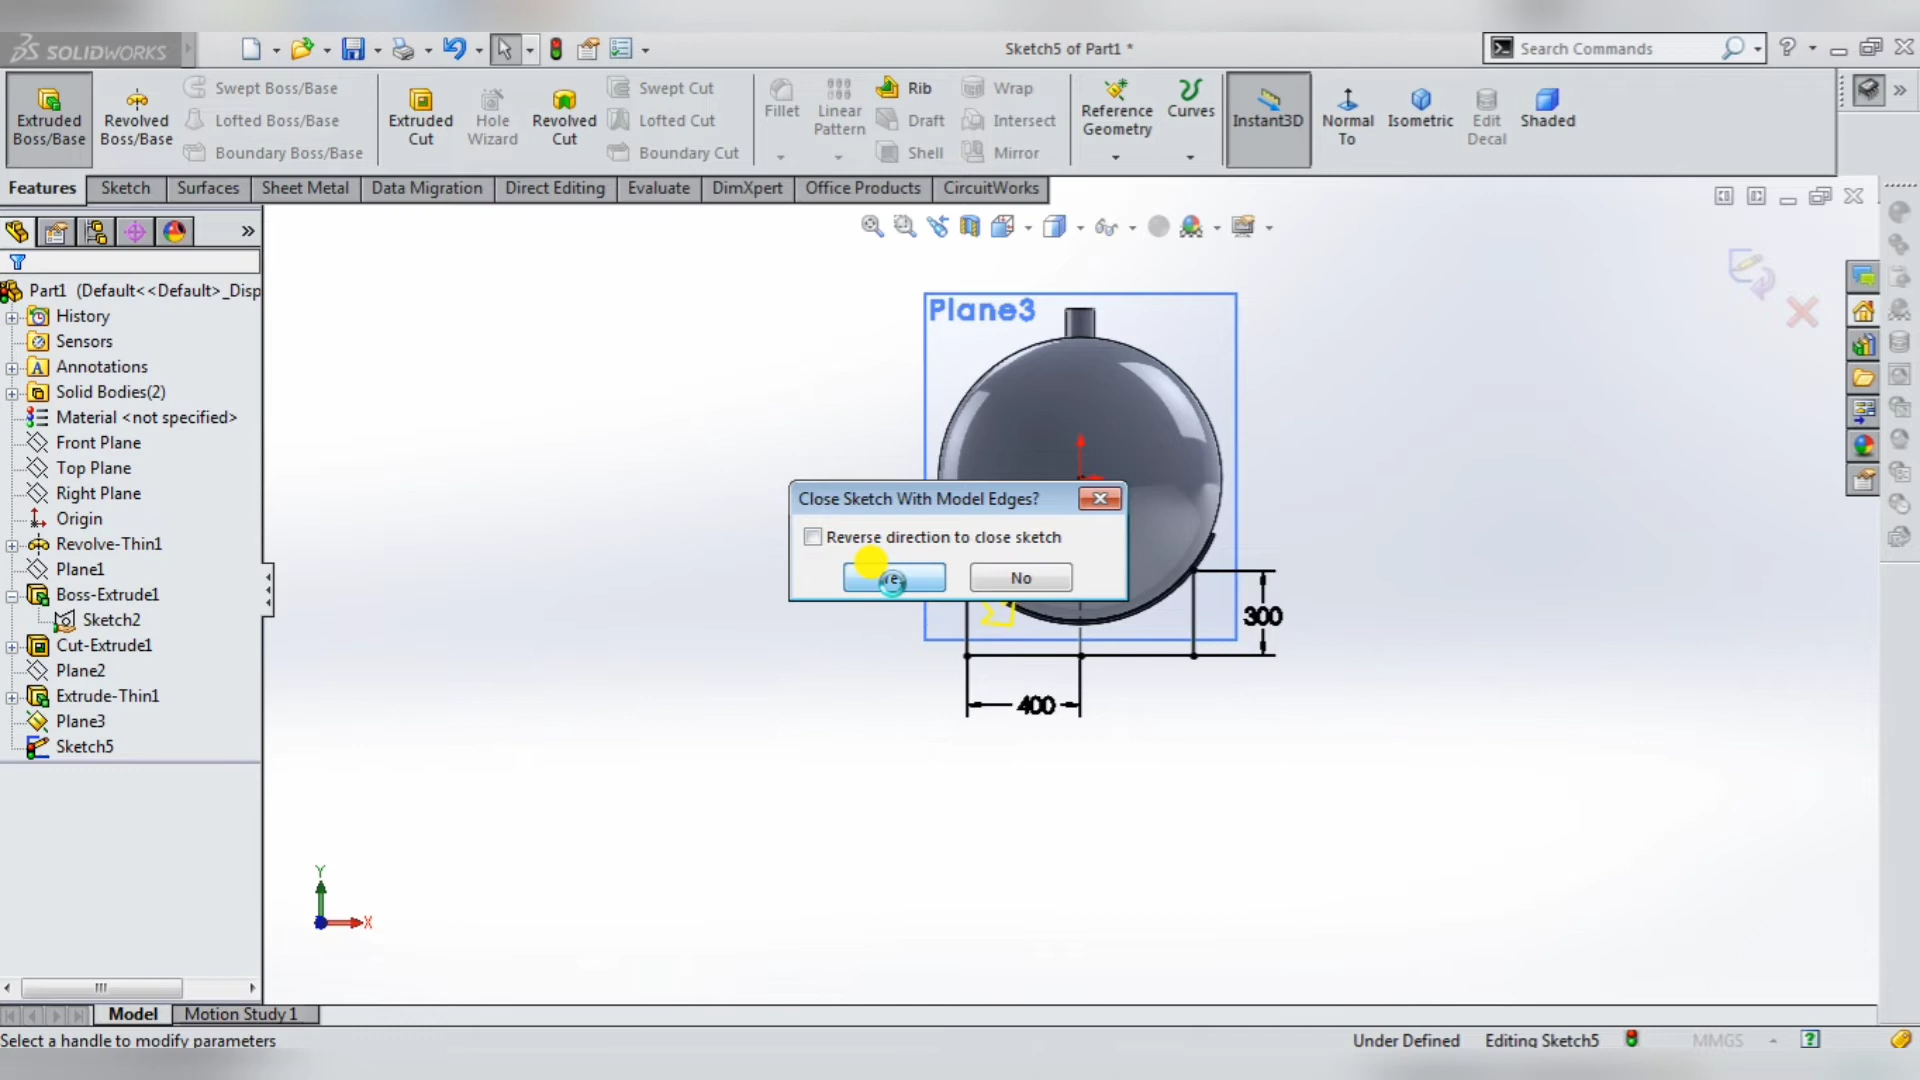 SOLIDWORKS
Sketch5 of Part1 *
Search Commands
Extruded Boss/Base
Revolved Boss/Base
Swept Boss/Base
Lofted Boss/Base
Boundary Boss/Base
Extruded Cut
Hole Wizard
Revolved Cut
Swept Cut
Lofted Cut
Boundary Cut
Fillet
Linear Pattern
Rib
Draft
Shell
Wrap
Intersect
Mirror
Reference Geometry
Curves
Instant3D
Normal To
Isometric
Edit Decal
Shaded
Features
Sketch
Surfaces
Sheet Metal
Data Migration
Direct Editing
Evaluate
DimXpert
Office Products
CircuitWorks
Part1 (Default<<Default>_Disp
History
Sensors
Annotations
Solid Bodies(2)
Material <not specified>
Front Plane
Top Plane
Right Plane
Origin
Revolve-Thin1
Plane1
Boss-Extrude1
Sketch2
Cut-Extrude1
Plane2
Extrude-Thin1
Plane3
Sketch5
Plane3
Close Sketch With Model Edges?
Reverse direction to close sketch
No
300
400
Y
X
Model
Motion Study 1
Select a handle to modify parameters
Under Defined
Editing Sketch5
MMGS